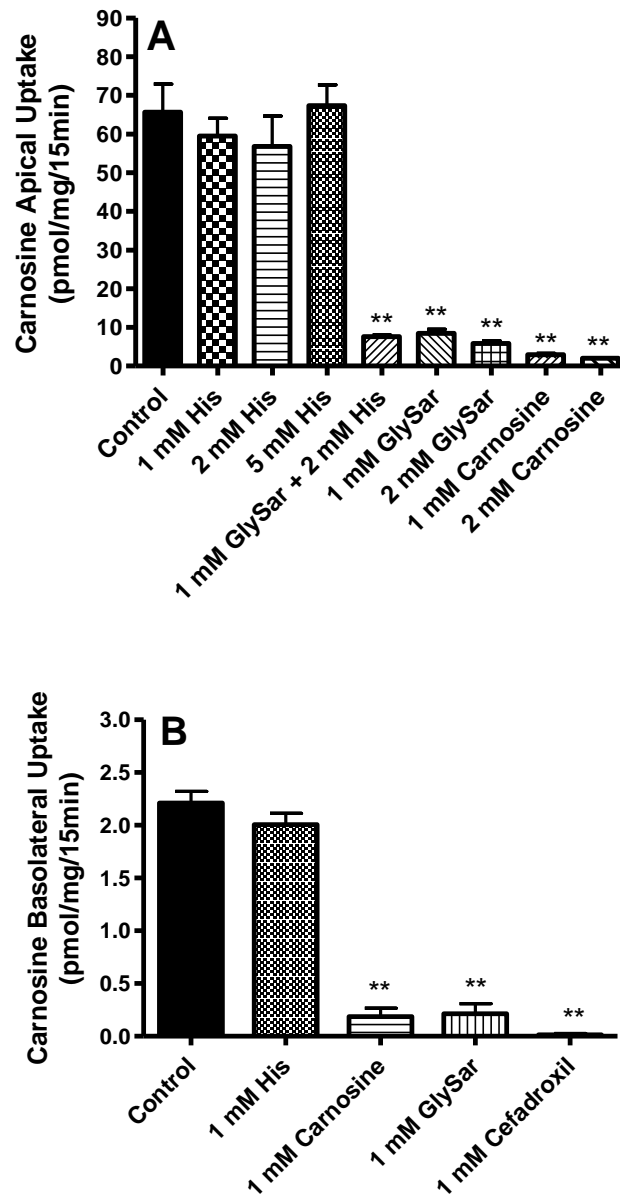 A
Carnosine Apical Uptake
(pmol/mg/15min)
90
80
70
60
50
40
30
20
10
0
**
**
**
**
**
Control
1 mM His
2 mM His
5 mM His
1 mM GlySar + 2 mM His
1 mM GlySar
2 mM GlySar
1 mM Carnosine
2 mM Carnosine
B
Carnosine Basolateral Uptake
(pmol/mg/15min)
3.0
2.5
2.0
1.5
1.0
0.5
0.0
**
**
**
Control
1 mM His
1 mM Carnosine
1 mM GlySar
1 mM Cefadroxil